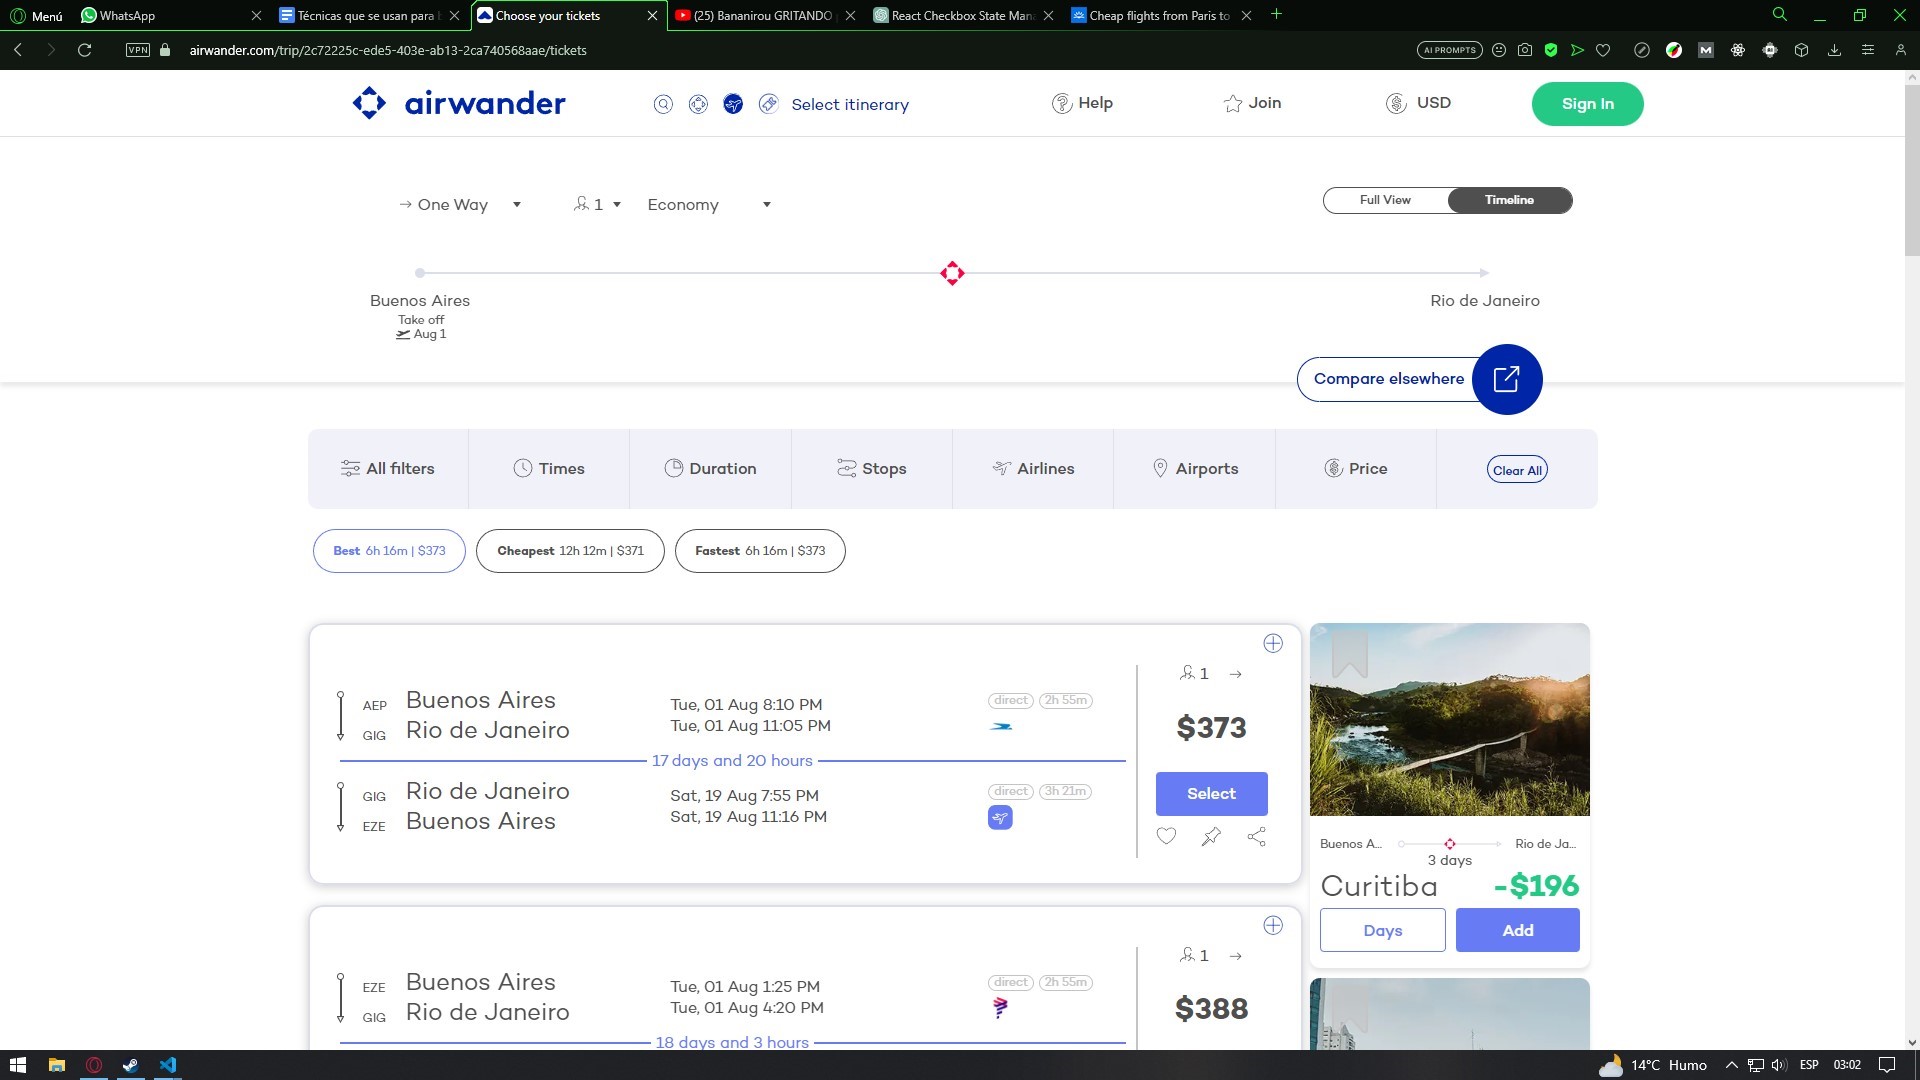 Menú
WhatsApp
Técnicas que se usan para b
Choose your tickets
(25) Bananirou GRITANDO
React Checkbox State Man
Cheap flights from Paris to
VPN
airwander.com/trip/2c72225c-ede5-403e-ab13-2ca740568aae/tickets
AI PROMPTS
airwander
Select itinerary
Help
Join
USD
Sign In
One Way
1
Economy
Full View
Timeline
Buenos Aires
Take off
Aug 1
Rio de Janeiro
Compare elsewhere
All filters
Times
Duration
Stops
Airlines
Airports
Price
Clear All
Best 6h 16m | $373
Cheapest 12h 12m | $371
Fastest 6h 16m | $373
AEP Buenos Aires
GIG Rio de Janeiro
Tue, 01 Aug 8:10 PM
Tue, 01 Aug 11:05 PM
direct 2h 55m
17 days and 20 hours
GIG Rio de Janeiro
EZE Buenos Aires
Sat, 19 Aug 7:55 PM
Sat, 19 Aug 11:16 PM
direct 3h 21m
1 →
$373
Select
Buenos A...
Rio de Ja...
3 days
Curitiba
-$196
Days
Add
EZE Buenos Aires
GIG Rio de Janeiro
Tue, 01 Aug 1:25 PM
Tue, 01 Aug 4:20 PM
direct 2h 55m
18 days and 3 hours
1 →
$388
14°C Humo
ESP
03:02